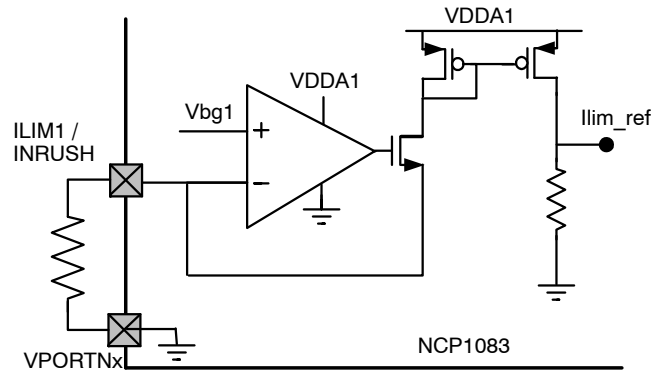 VDDA1
VDDA1
Vbg1
+
ILIM1 /
INRUSH
Ilim_ref
–
NCP1083
VPORTNx